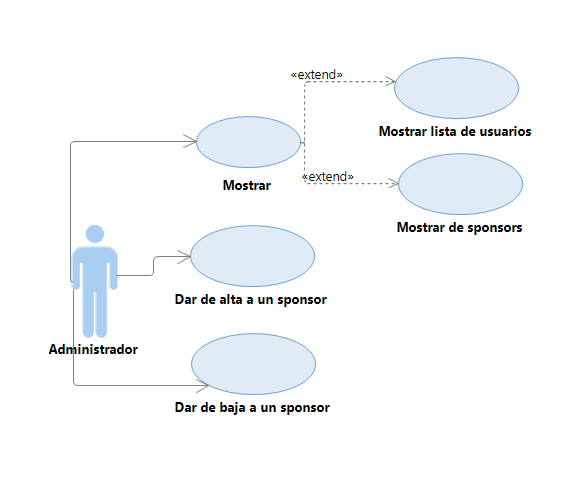 «extend»
Mostrar lista de usuarios
Mostrar
«extend»
Mostrar de sponsors
Dar de alta a un sponsor
Administrador
Dar de baja a un sponsor